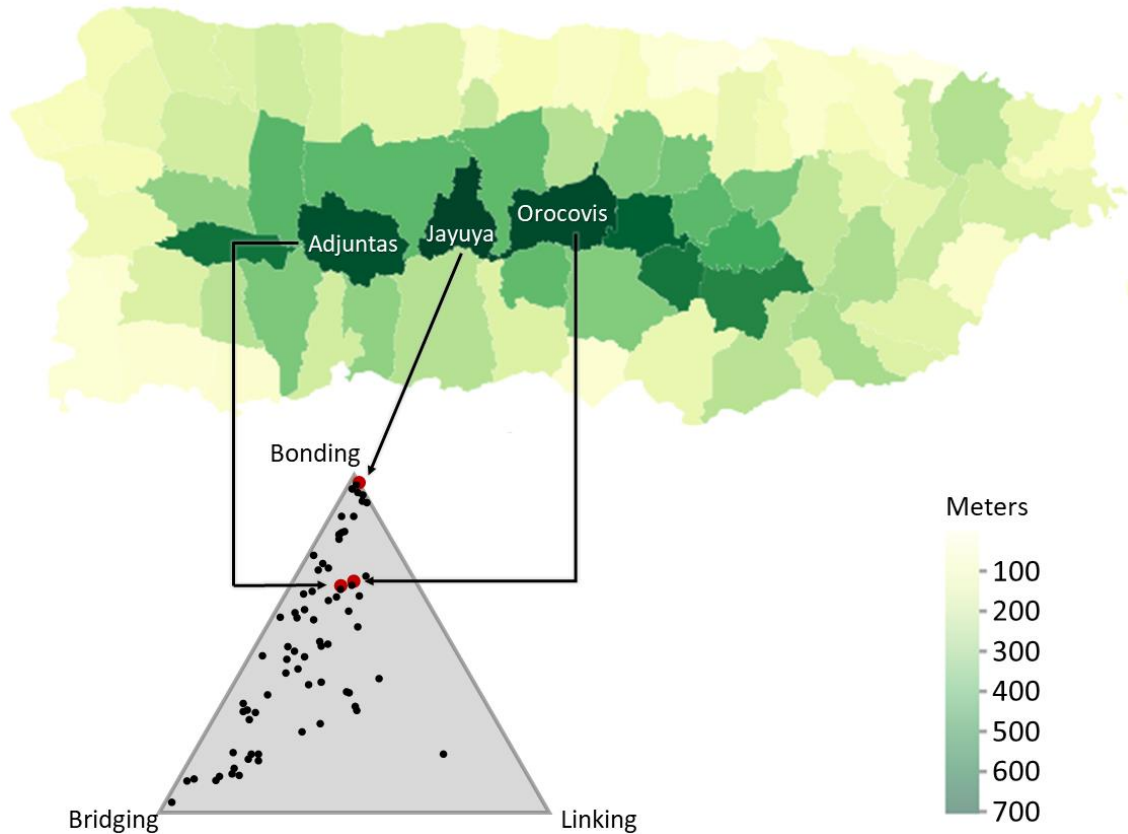 Orocovis
Jayuya
Adjuntas
Bonding
Meters
100
200
300
400
500
600
700
Bridging
Linking